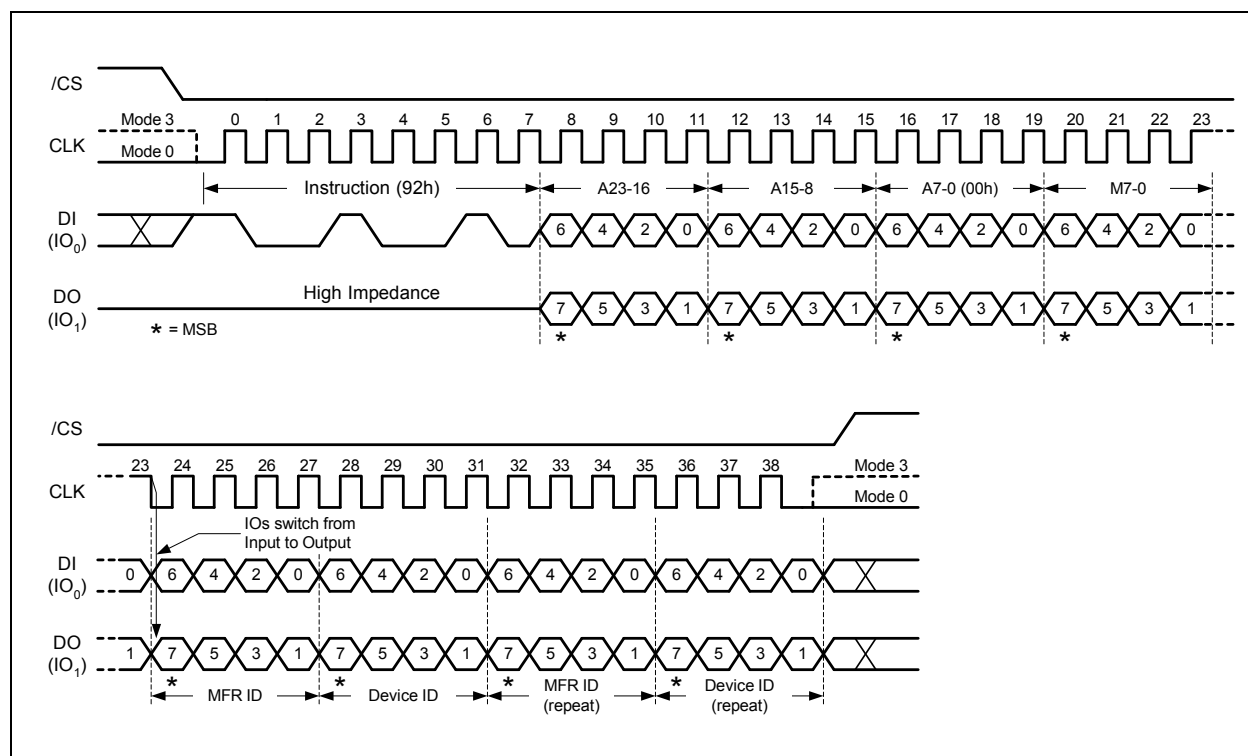 /CS
Mode 3
0 1 2 3 4 5 6 7 8 9 10 11 12 13 14 15 16 17 18 19 20 21 22 23
CLK
Mode 0
Instruction (92h) A23-16 A15-8 A7-0 (00h) M7-0
DI
(IO0)
6 4 2 0 6 4 2 0 6 4 2 0 6 4 2 0
High Impedance
DO
(IO1)
7 5 3 1 7 5 3 1 7 5 3 1 7 5 3 1
* * * *
* = MSB
/CS
23 24 25 26 27 28 29 30 31 32 33 34 35 36 37 38
Mode 3
CLK
Mode 0
IOs switch from
Input to Output
DI
(IO0)
0 6 4 2 0 6 4 2 0 6 4 2 0 6 4 2 0
DO
(IO1)
1 7 5 3 1 7 5 3 1 7 5 3 1 7 5 3 1
* * * *
MFR ID Device ID MFR ID
(repeat)
Device ID
(repeat)